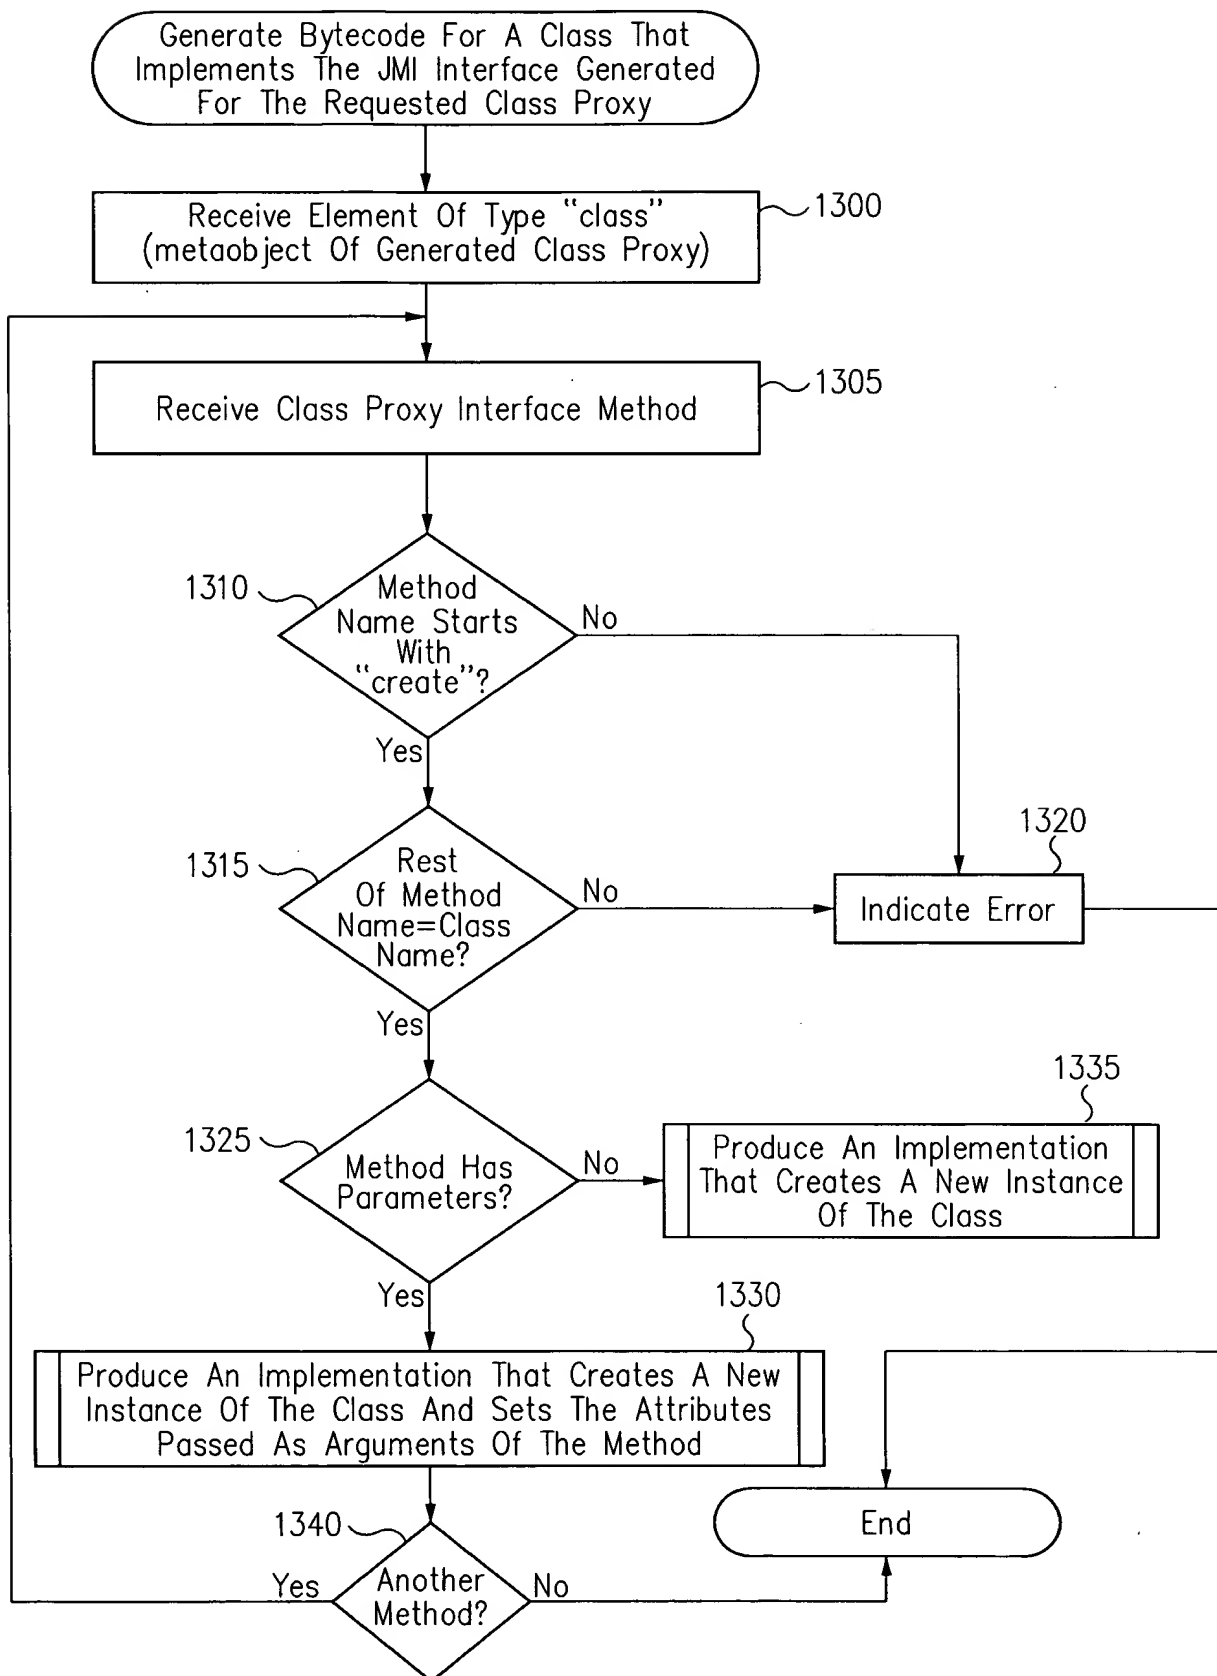 Generate Bytecode For A Class That
Implements The JMI Interface Generated
For The Requested Class Proxy
Receive Element Of Type "class"
(metaobject Of Generated Class Proxy)
1300
Receive Class Proxy Interface Method
1305
1310
Method
Name Starts
With
"create"?
No
Yes
1315
Rest
Of Method
Name=Class
Name?
No
1320
Indicate Error
Yes
1325
Method Has
Parameters?
No
1335
Produce An Implementation
That Creates A New Instance
Of The Class
Yes
1330
Produce An Implementation That Creates A New
Instance Of The Class And Sets The Attributes
Passed As Arguments Of The Method
1340
Another
Method?
Yes
No
End